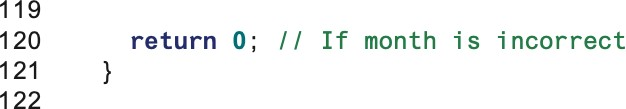 119
120 return 0; // If month is incorrect
121 }
122